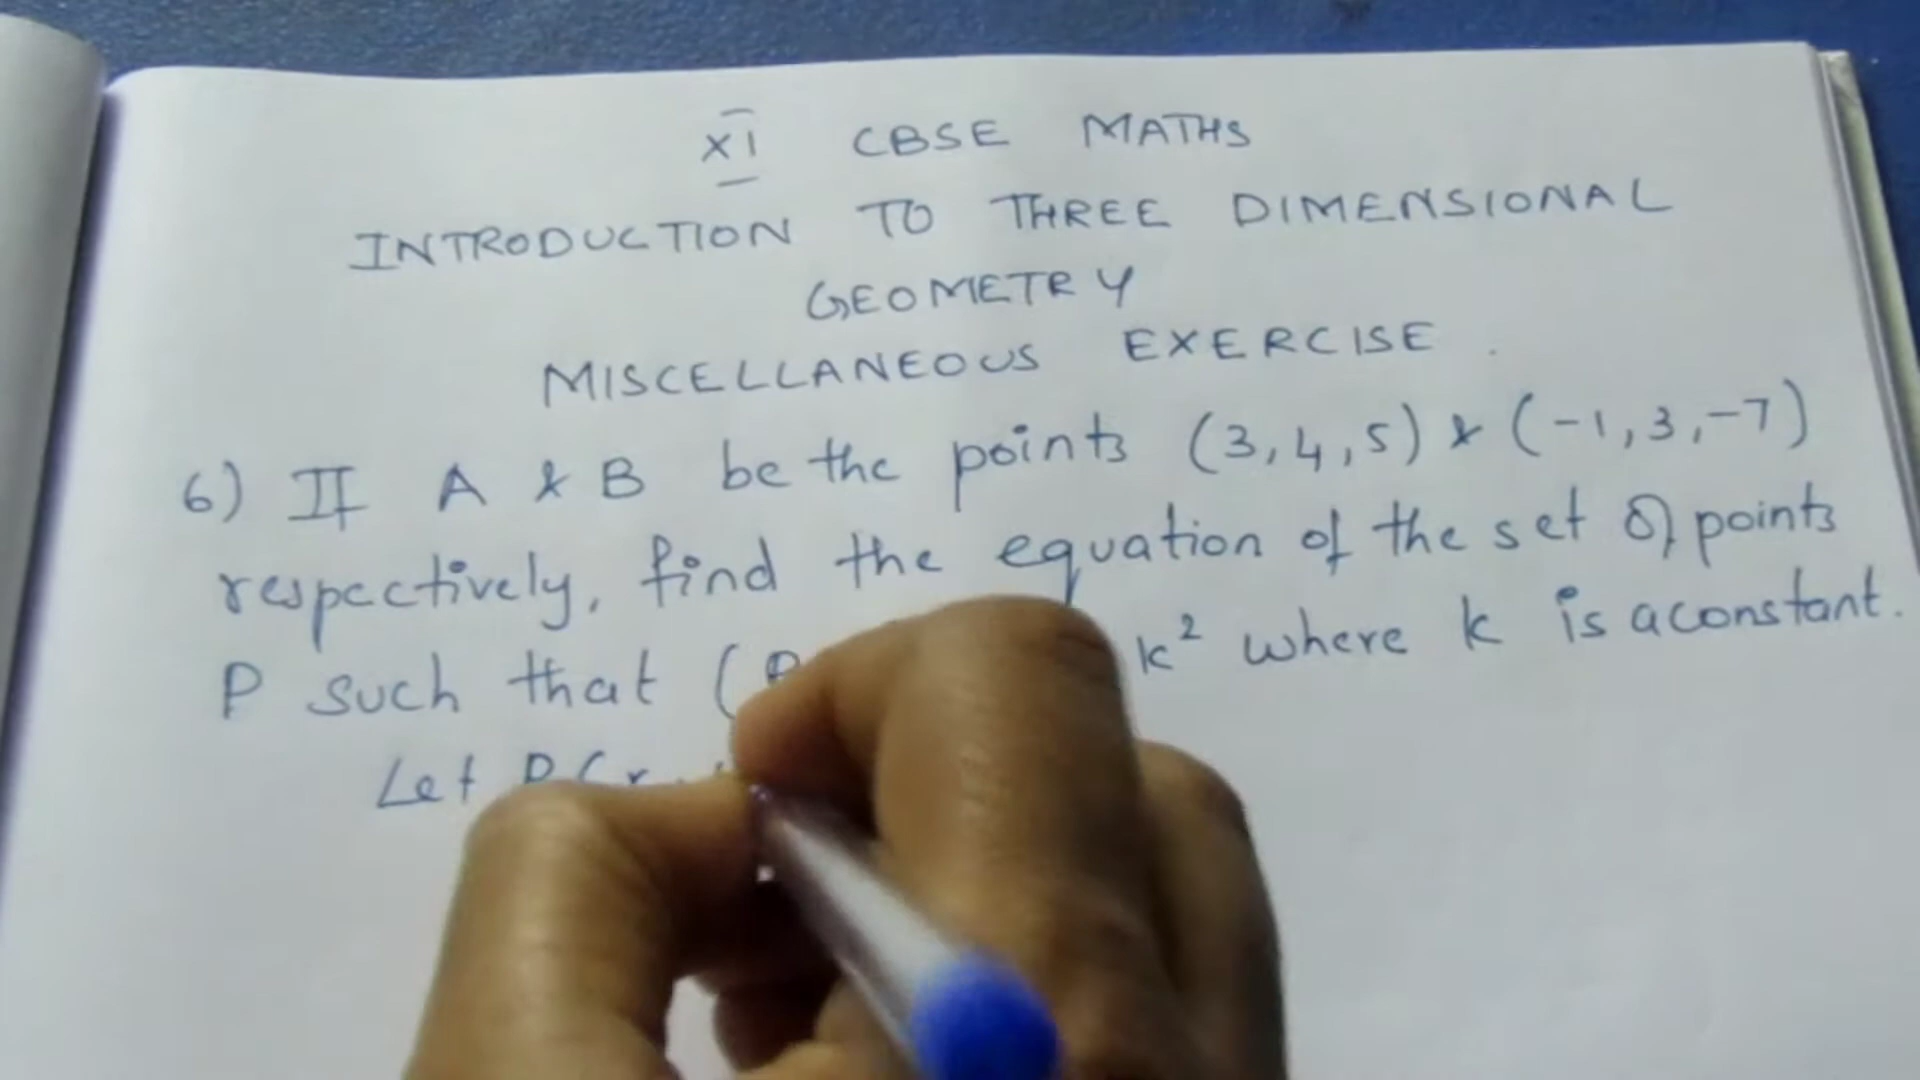 XI CBSE MATHS
INTRODUCTION TO THREE DIMENSIONAL
GEOMETRY
MISCELLANEOUS EXERCISE.
6) If A & B be the points (3,4,5) & (-1,3,-7)
respectively, find the equation of the set of points
P such that ( k² where k is a constant.
Let P(x